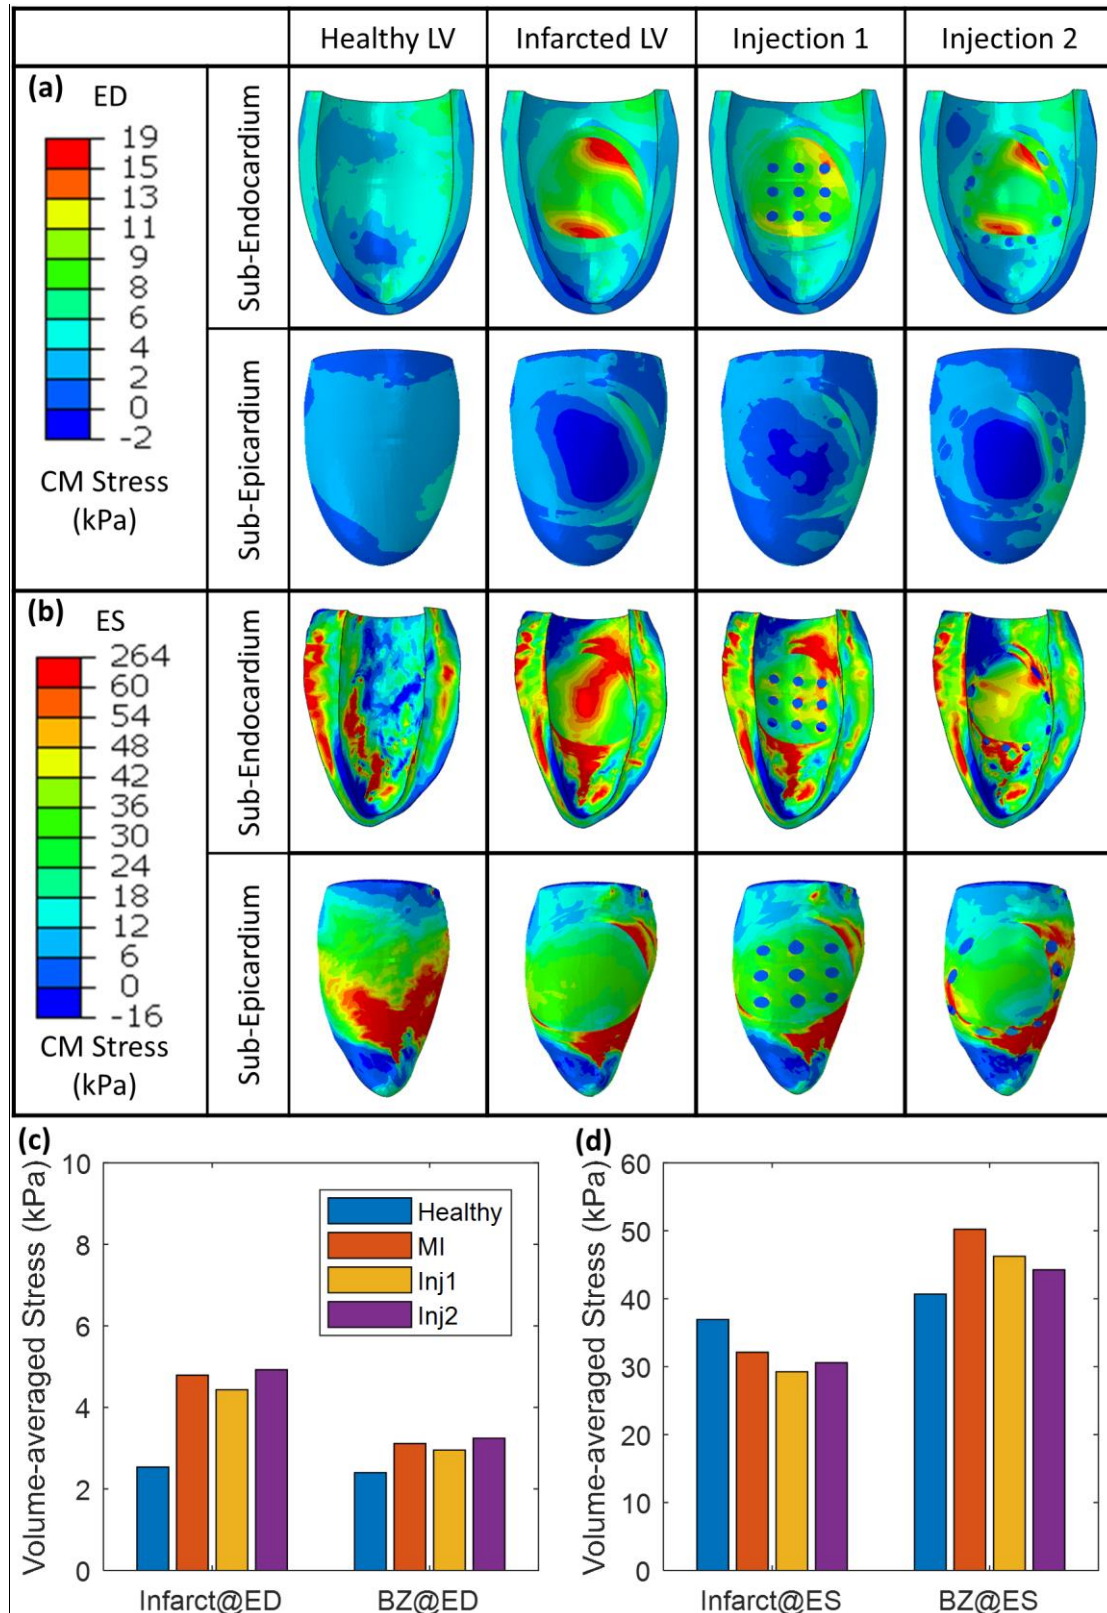 Healthy LV Infarcted LV Injection 1 Injection 2
(a) ED
19
15
13
11
9
8
6
4
2
0
-2
CM Stress
(kPa)
Sub-Endocardium
Sub-Epicardium
(b) ES
264
60
54
48
42
36
30
24
18
12
6
0
-16
CM Stress
(kPa)
Sub-Endocardium
Sub-Epicardium
(c)
Volume-averaged Stress (kPa)
10
8
6
4
2
0
Healthy
MI
Inj1
Inj2
Infarct@ED BZ@ED
(d)
Volume-averaged Stress (kPa)
60
50
40
30
20
10
0
Infarct@ES BZ@ES